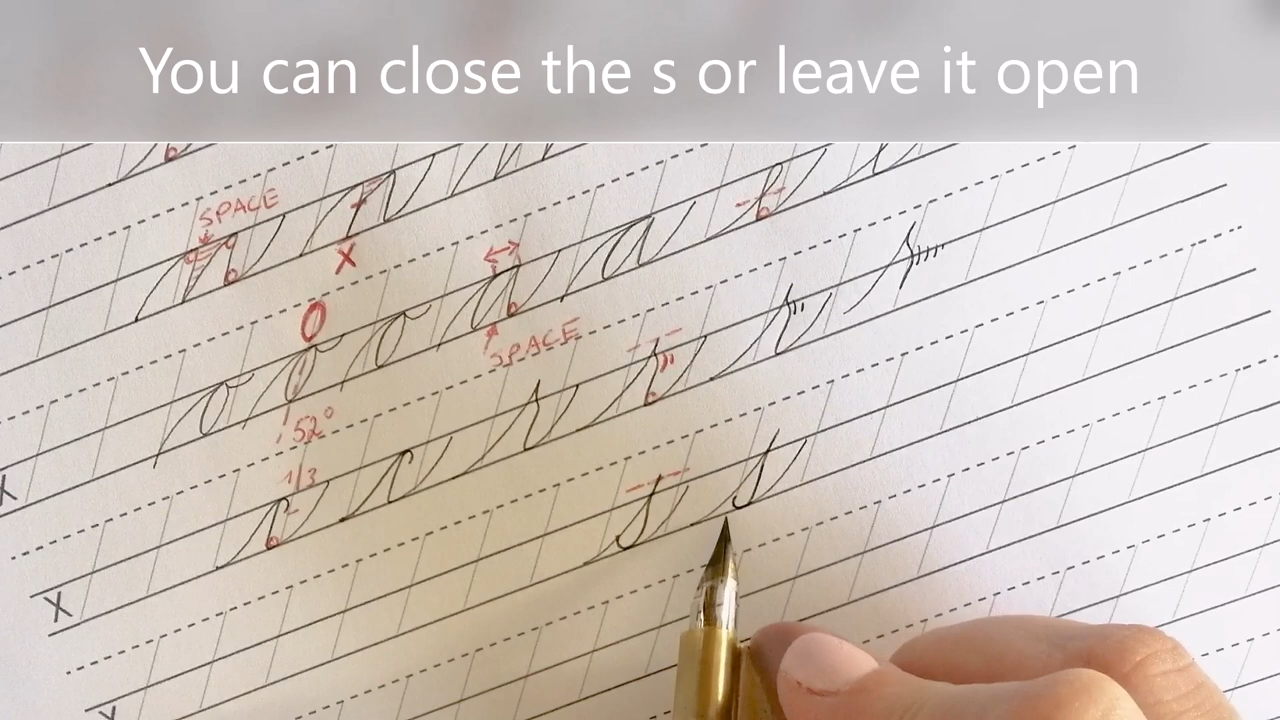 You can close the s or leave it open
SPACE
x
o
SPACE
52°
1/3
o
a
a
r
r
r
c
c
s
s
X
X